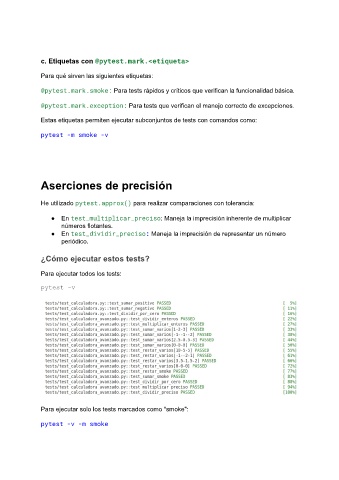 c. Etiquetas con @pytest.mark.<etiqueta>
Para qué sirven las siguientes etiquetas:
@pytest.mark.smoke: Para tests rápidos y críticos que verifican la funcionalidad básica.
@pytest.mark.exception: Para tests que verifican el manejo correcto de excepciones.
Estas etiquetas permiten ejecutar subconjuntos de tests con comandos como:
pytest -m smoke -v
Aserciones de precisión
He utilizado pytest.approx() para realizar comparaciones con tolerancia:
● En test_multiplicar_preciso: Maneja la imprecisión inherente de multiplicar
números flotantes.
● En test_dividir_preciso: Maneja la imprecisión de representar un número
periódico.
¿Cómo ejecutar estos tests?
Para ejecutar todos los tests:
pytest -v
tests/test_calculadora.py::test_sumar_positivo PASSED [ 5%]
tests/test_calculadora.py::test_sumar_negativo PASSED [ 11%]
tests/test_calculadora.py::test_dividir_por_cero PASSED [ 16%]
tests/test_calculadora_avanzado.py::test_dividir_enteros PASSED [ 22%]
tests/test_calculadora_avanzado.py::test_multiplicar_enteros PASSED [ 27%]
tests/test_calculadora_avanzado.py::test_sumar_varios[1-2-3] PASSED [ 33%]
tests/test_calculadora_avanzado.py::test_sumar_varios[-1--1--2] PASSED [ 38%]
tests/test_calculadora_avanzado.py::test_sumar_varios[2.5-0.5-3] PASSED [ 44%]
tests/test_calculadora_avanzado.py::test_sumar_varios[0-0-0] PASSED [ 50%]
tests/test_calculadora_avanzado.py::test_restar_varios[10-5-5] PASSED [ 55%]
tests/test_calculadora_avanzado.py::test_restar_varios[-1--2-1] PASSED [ 61%]
tests/test_calculadora_avanzado.py::test_restar_varios[3.5-1.5-2] PASSED [ 66%]
tests/test_calculadora_avanzado.py::test_restar_varios[0-0-0] PASSED [ 72%]
tests/test_calculadora_avanzado.py::test_restar_smoke PASSED [ 77%]
tests/test_calculadora_avanzado.py::test_sumar_smoke PASSED [ 83%]
tests/test_calculadora_avanzado.py::test_dividir_por_cero PASSED [ 88%]
tests/test_calculadora_avanzado.py::test_multiplicar_preciso PASSED [ 94%]
tests/test_calculadora_avanzado.py::test_dividir_preciso PASSED [100%]
Para ejecutar solo los tests marcados como "smoke":
pytest -v -m smoke